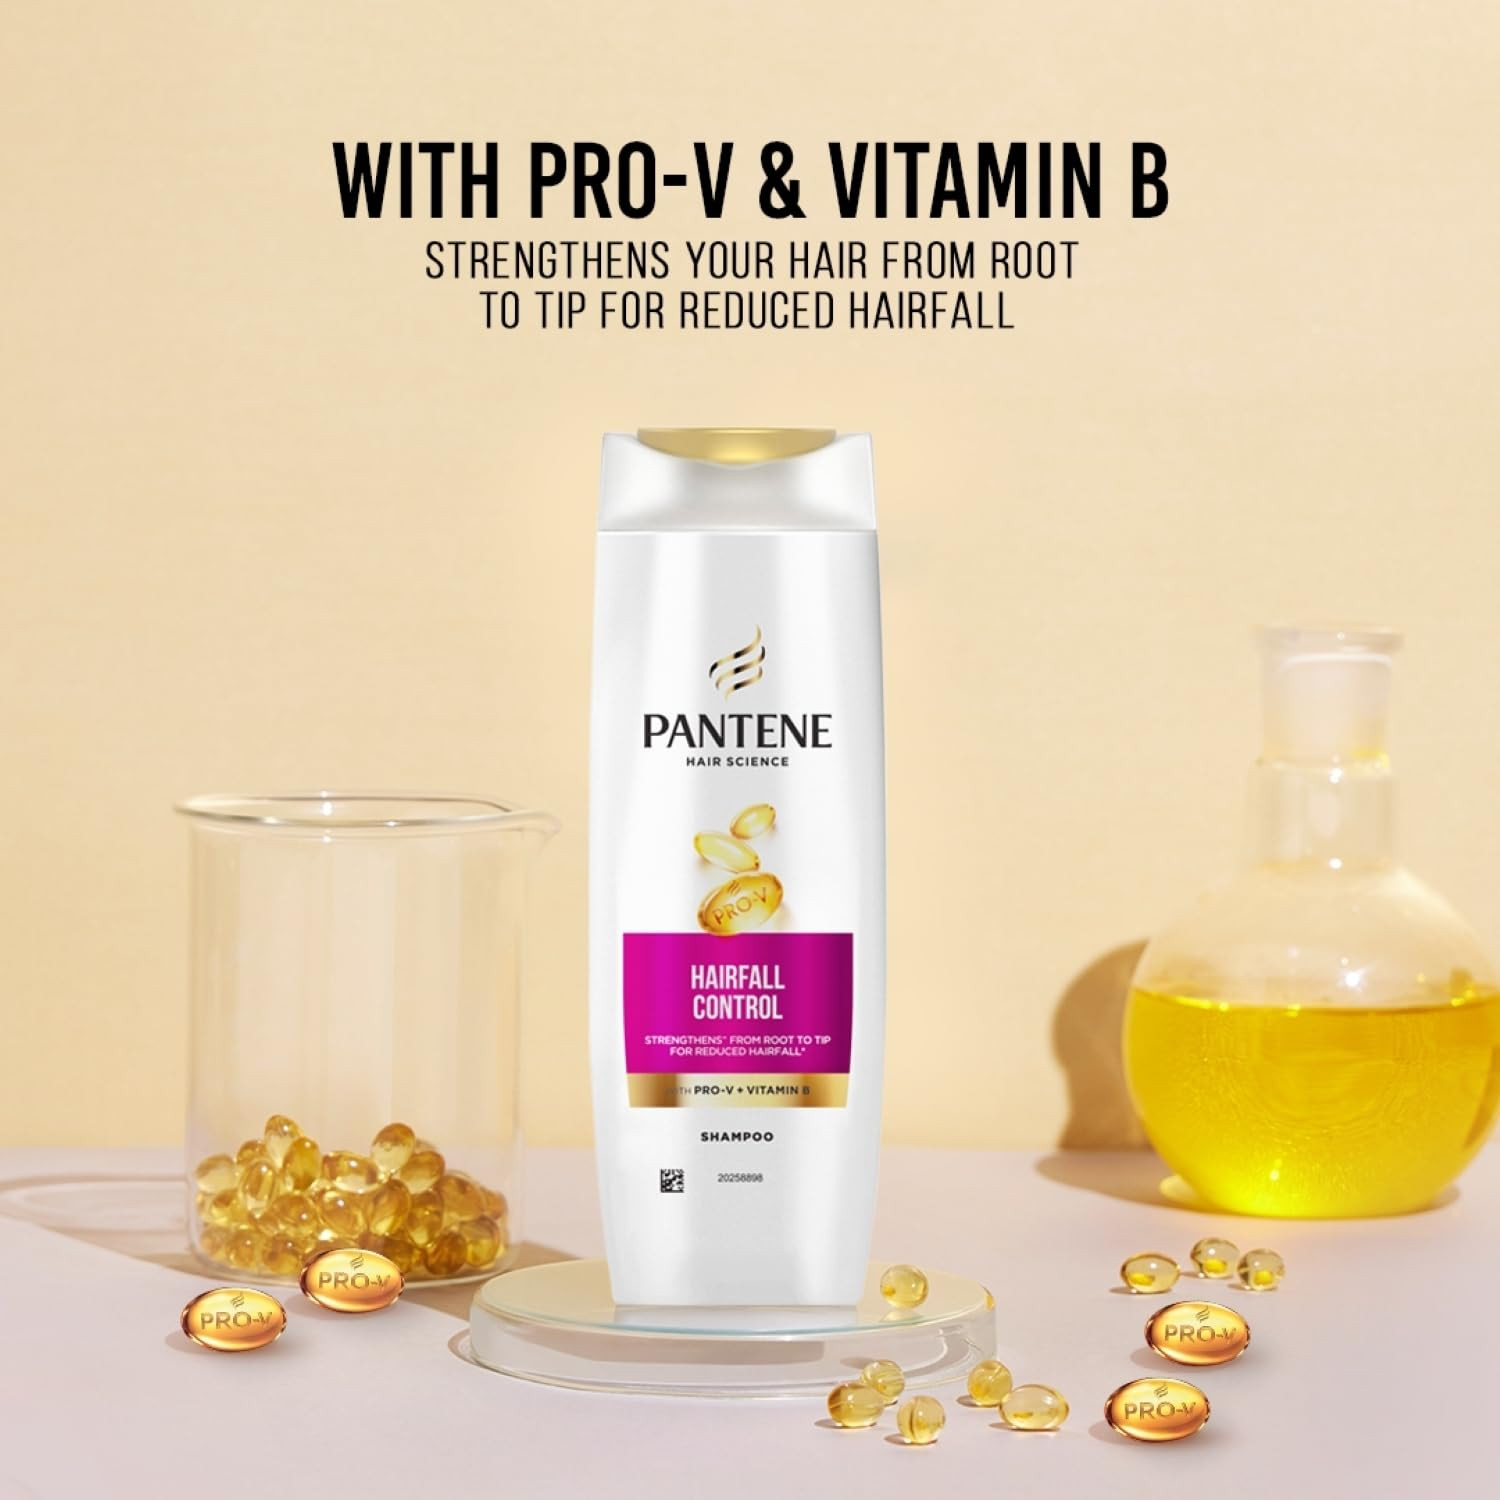 WITH PRO-V & VITAMIN B
STRENGTHENS YOUR HAIR FROM ROOT
TO TIP FOR REDUCED HAIRFALL
PANTENE
HAIR SCIENCE
PRO-V
HAIRFALL
CONTROL
STRENGTHENS^ FROM ROOT TO TIP
FOR REDUCED HAIRFALL*
WITH PRO-V + VITAMIN B
SHAMPOO
20258898
PRO-V
PRO-V
PRO-V
PRO-V